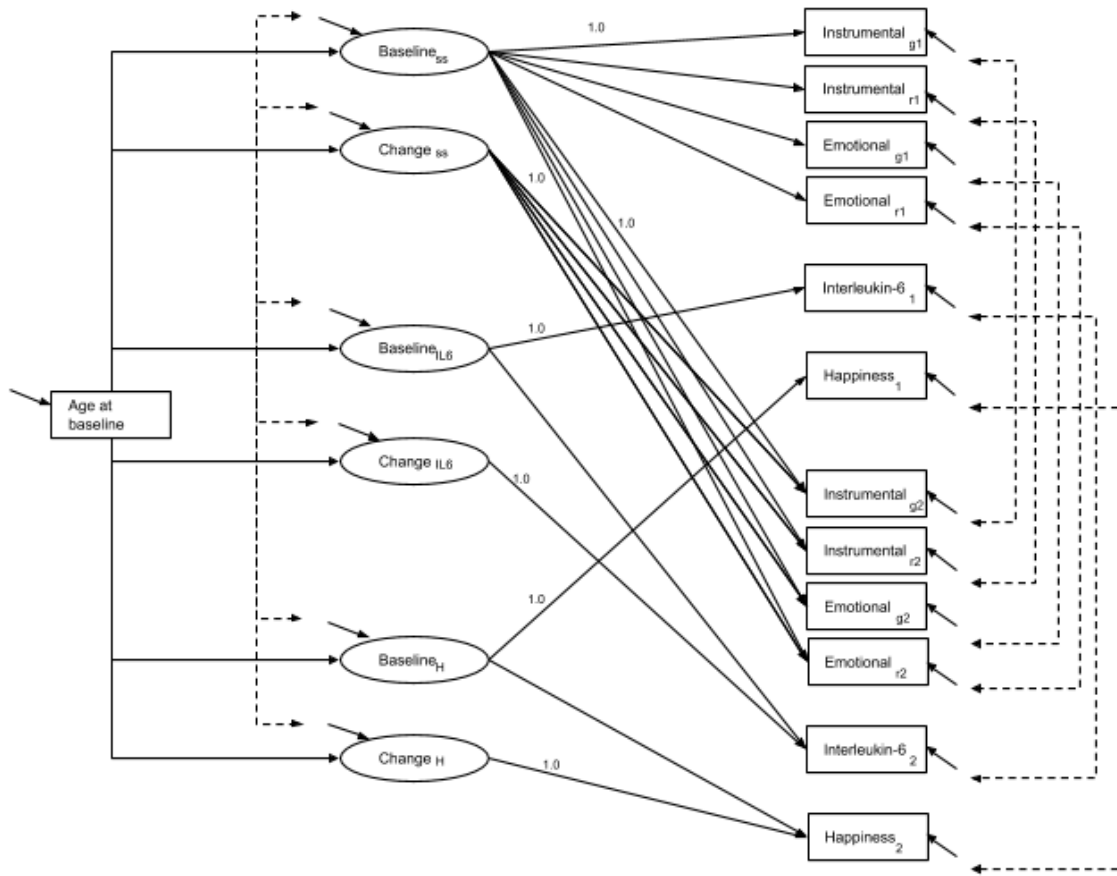 1.0
Instrumental g1
Baseline ss
Instrumental r1
Emotional g1
Change ss
1.0
Emotional r1
1.0
Interleukin-6 1
1.0
Baseline IL6
Happiness 1
Age at
baseline
Change IL6
1.0
Instrumental g2
Instrumental r2
1.0
Emotional g2
Baseline H
Emotional r2
Interleukin-6 2
Change H
1.0
Happiness 2